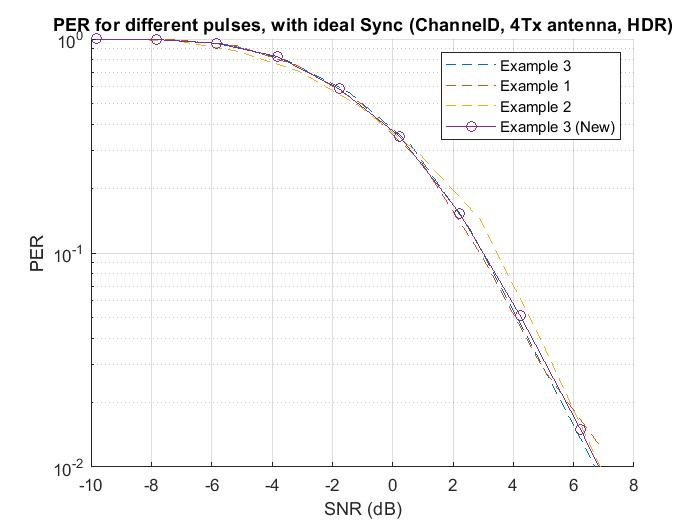 PER for different pulses, with ideal Sync (ChannelD, 4Tx antenna, HDR)
10^0
Example 3
Example 1
Example 2
Example 3 (New)
PER
10^-1
10^-2
-10 -8 -6 -4 -2 0 2 4 6 8
SNR (dB)